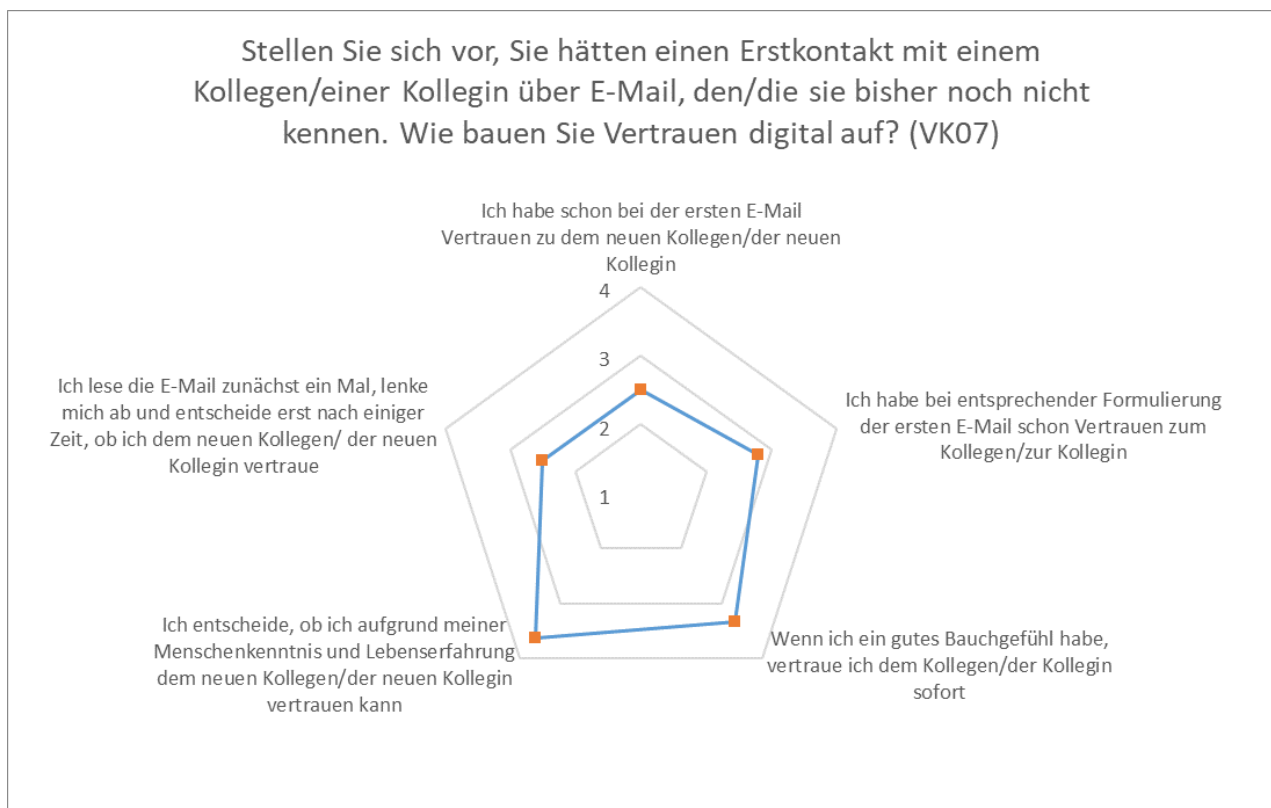 Stellen Sie sich vor, Sie hätten einen Erstkontakt mit einem
Kollegen/einer Kollegin über E-Mail, den/die sie bisher noch nicht
kennen. Wie bauen Sie Vertrauen digital auf? (VK07)
Ich habe schon bei der ersten E-Mail
Vertrauen zu dem neuen Kollegen/der neuen
Kollegin
4
3
2
1
Ich habe bei entsprechender Formulierung
der ersten E-Mail schon Vertrauen zum
Kollegen/zur Kollegin
Wenn ich ein gutes Bauchgefühl habe,
vertraue ich dem Kollegen/der Kollegin
sofort
Ich entscheide, ob ich aufgrund meiner
Menschenkenntnis und Lebenserfahrung
dem neuen Kollegen/der neuen Kollegin
vertrauen kann
Ich lese die E-Mail zunächst ein Mal, lenke
mich ab und entscheide erst nach einiger
Zeit, ob ich dem neuen Kollegen/ der neuen
Kollegin vertraue